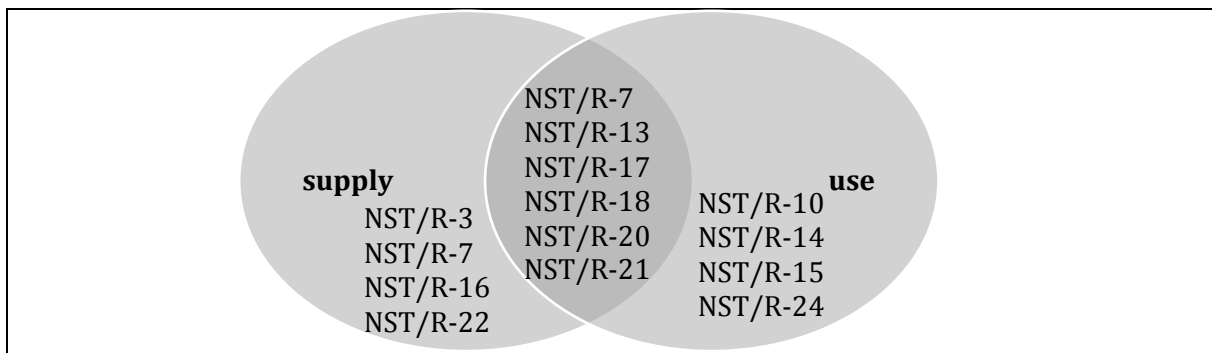 supply
NST/R-3
NST/R-7
NST/R-16
NST/R-22
NST/R-7
NST/R-13
NST/R-17
NST/R-18
NST/R-20
NST/R-21
use
NST/R-10
NST/R-14
NST/R-15
NST/R-24